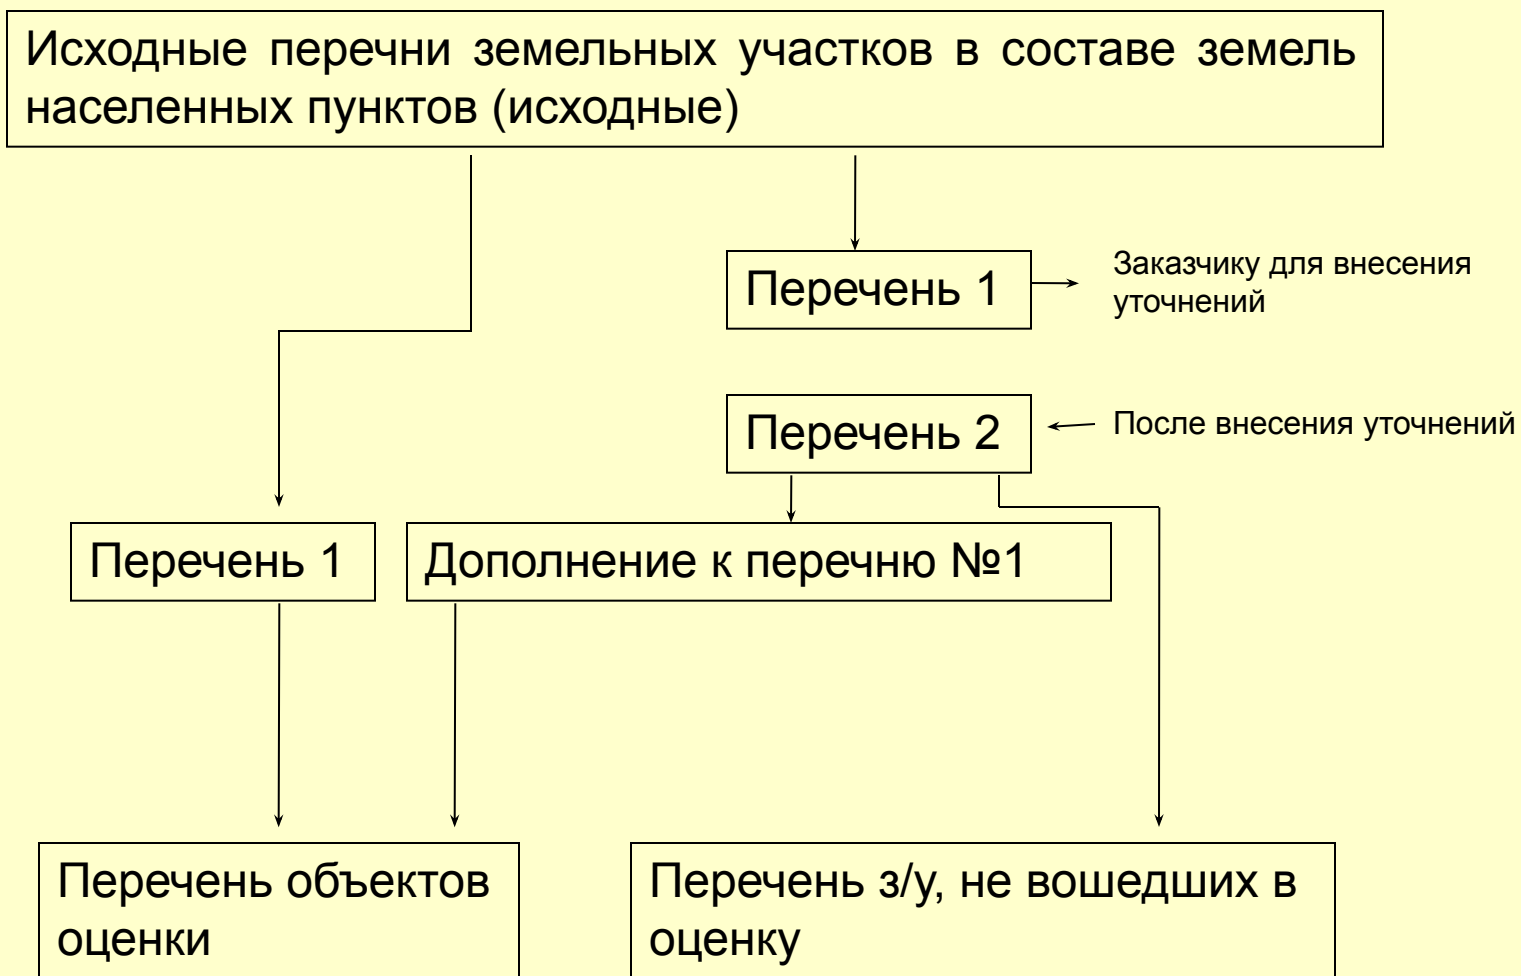 Исходные перечни земельных участков в составе земель
населенных пунктов (исходные)
Перечень 1
Заказчику для внесения
уточнений
Перечень 2
После внесения уточнений
Перечень 1
Дополнение к перечню №1
Перечень объектов
оценки
Перечень з/у, не вошедших в
оценку